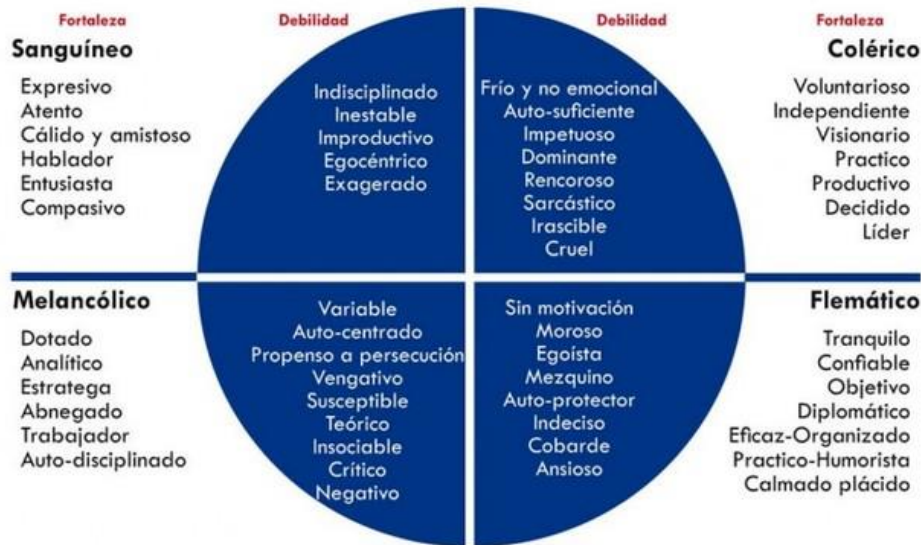 Fortaleza
Debilidad
Debilidad
Fortaleza
Sanguíneo
Expresivo
Atento
Cálido y amistoso
Hablador
Entusiasta
Compasivo
Indisciplinado
Inestable
Improductivo
Egocéntrico
Exagerado
Frío y no emocional
Auto-suficiente
Impetuoso
Dominante
Rencoroso
Sarcástico
Irascible
Cruel
Colérico
Voluntarioso
Independiente
Visionario
Practico
Productivo
Decidido
Líder
Melancólico
Dotado
Analítico
Estratega
Abnegado
Trabajador
Auto-disciplinado
Variable
Auto-centrado
Propenso a persecución
Vengativo
Susceptible
Teórico
Insociable
Crítico
Negativo
Sin motivación
Moroso
Egoísta
Mezquino
Auto-protector
Indeciso
Cobarde
Ansioso
Flemático
Tranquilo
Confiable
Objetivo
Diplomático
Eficaz-Organizado
Practico-Humorista
Calmado plácido